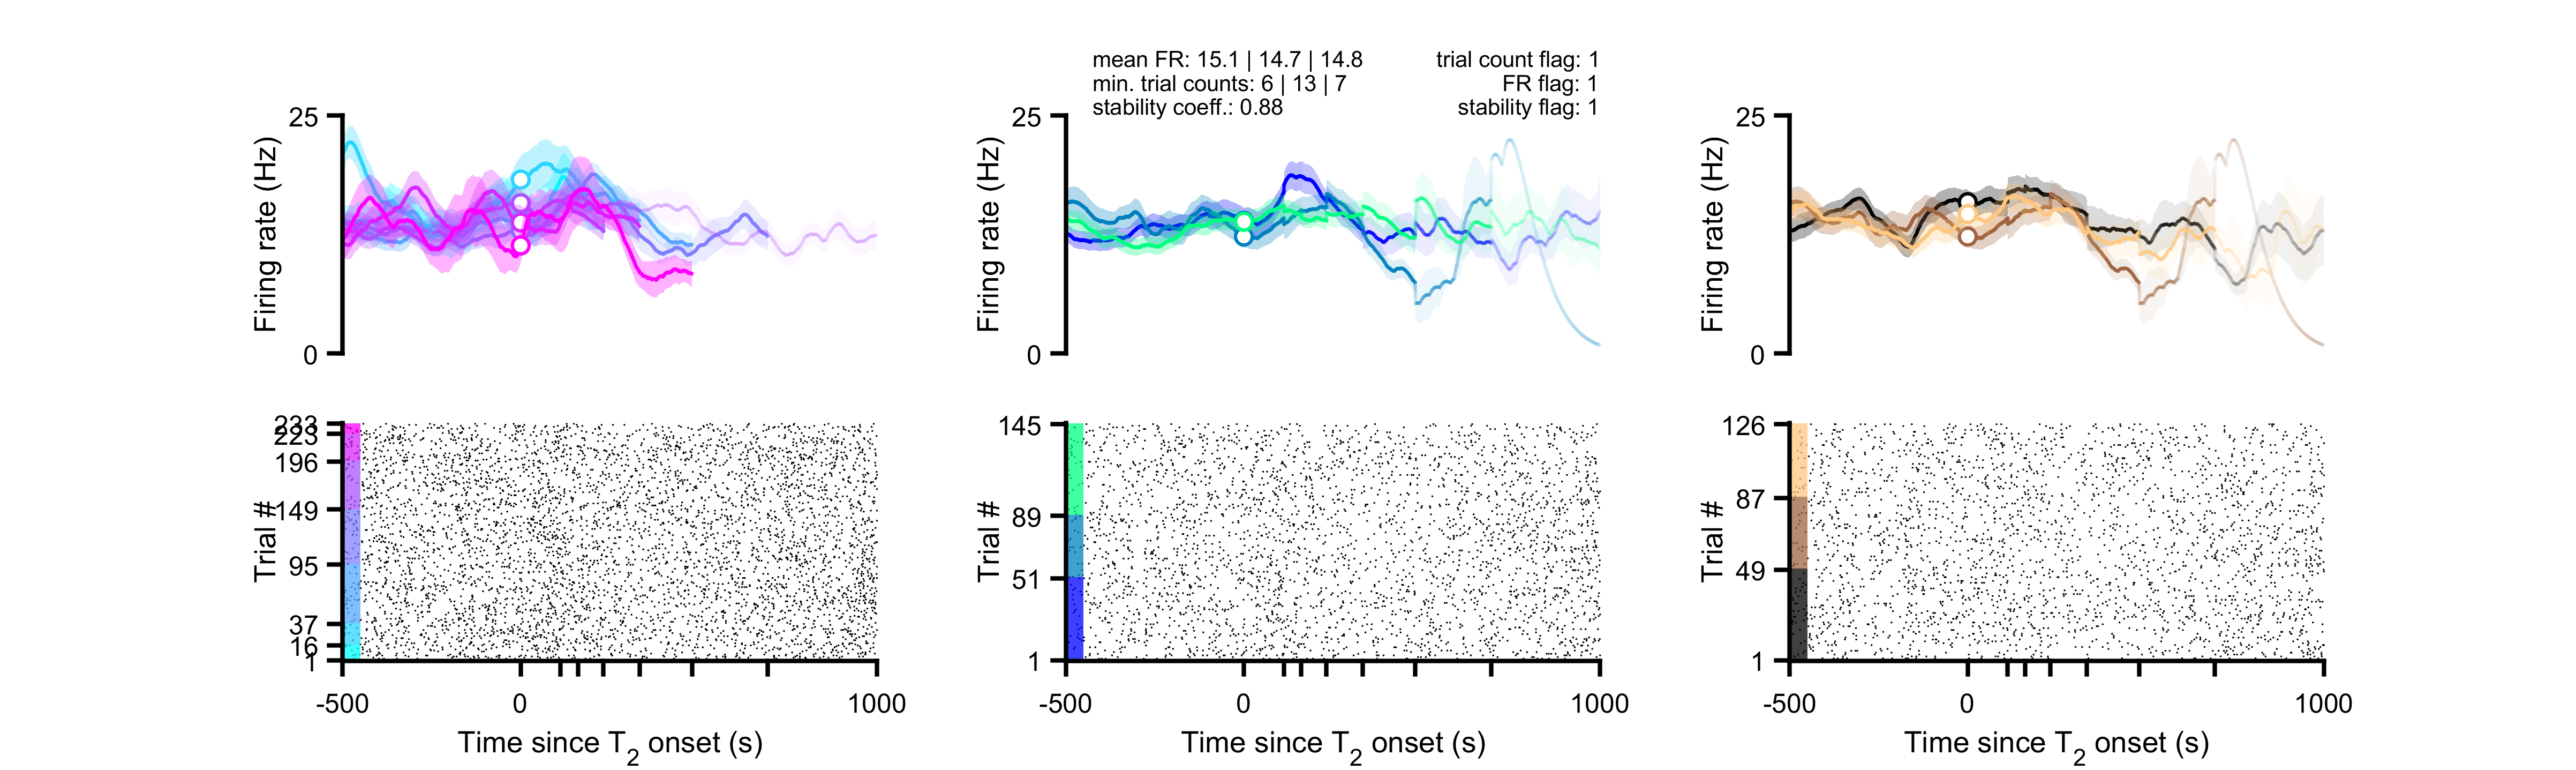 mean FR: 15.1 | 14.7 | 14.8
min. trial counts: 6 | 13 | 7
stability coeff.: 0.88
trial count flag: 1
FR flag: 1
stability flag: 1
25
Firing rate (Hz)
0
25
Firing rate (Hz)
0
25
Firing rate (Hz)
0
233
223
196
149
95
37
16
1
Trial #
-500
0
1000
Time since T2 onset (s)
145
89
51
1
Trial #
-500
0
1000
Time since T2 onset (s)
126
87
49
1
Trial #
-500
0
1000
Time since T2 onset (s)